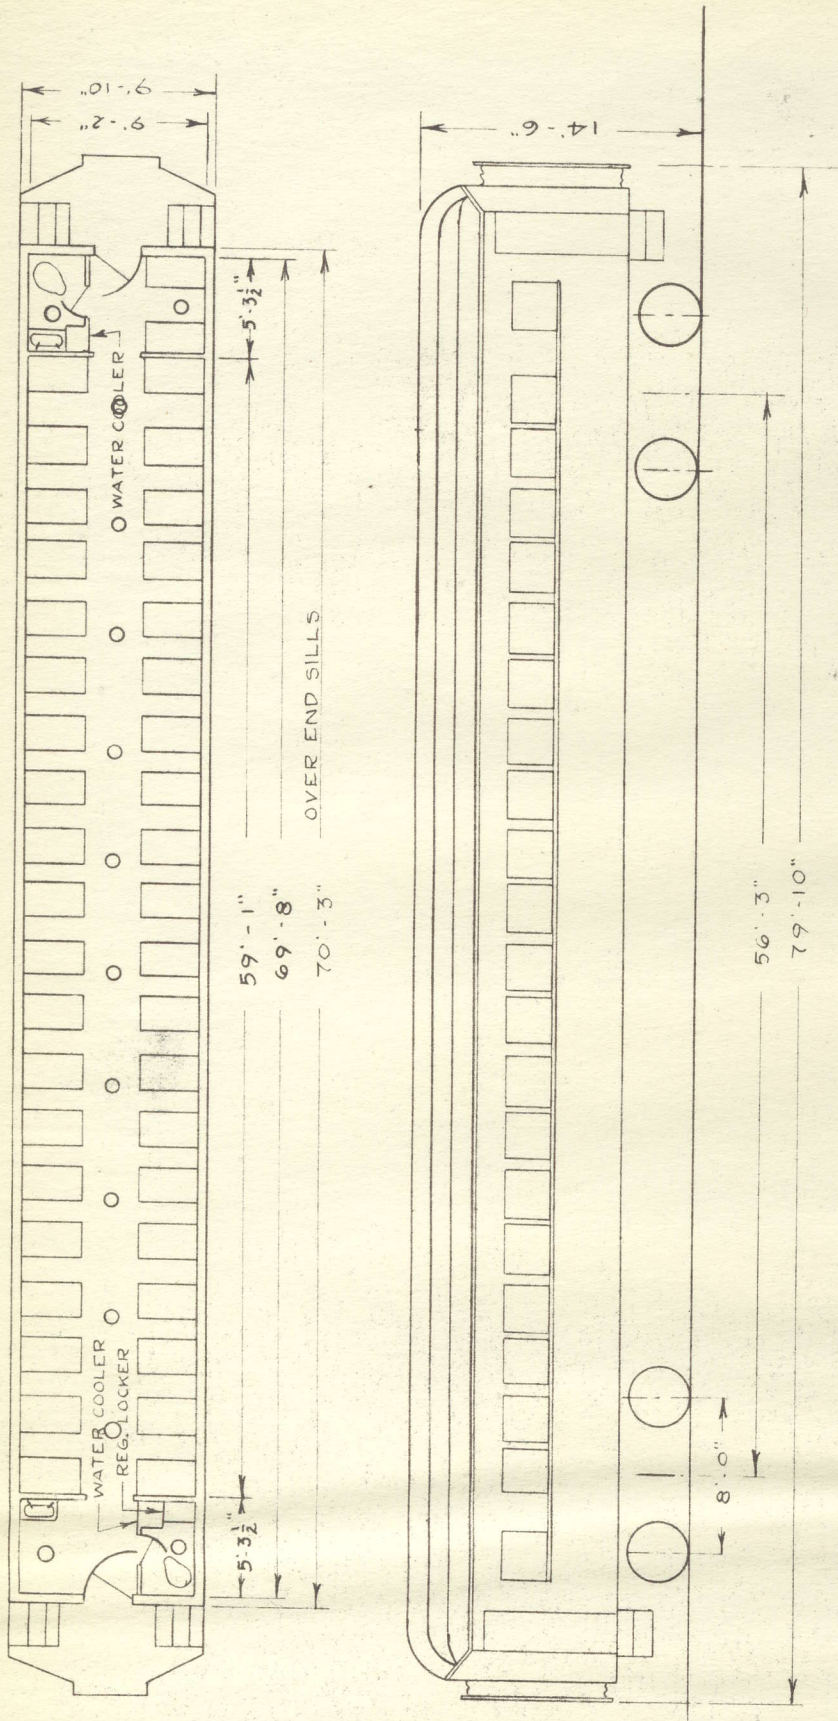 9'-10"
9'-2"
14'-6"
5'-3½"
WATER COOLER
OVER END SILLS
59'-1"
69'-8"
70'-3"
56'-3"
79'-10"
WATER COOLER
REG. LOCKER
5'-3½"
8'-0"